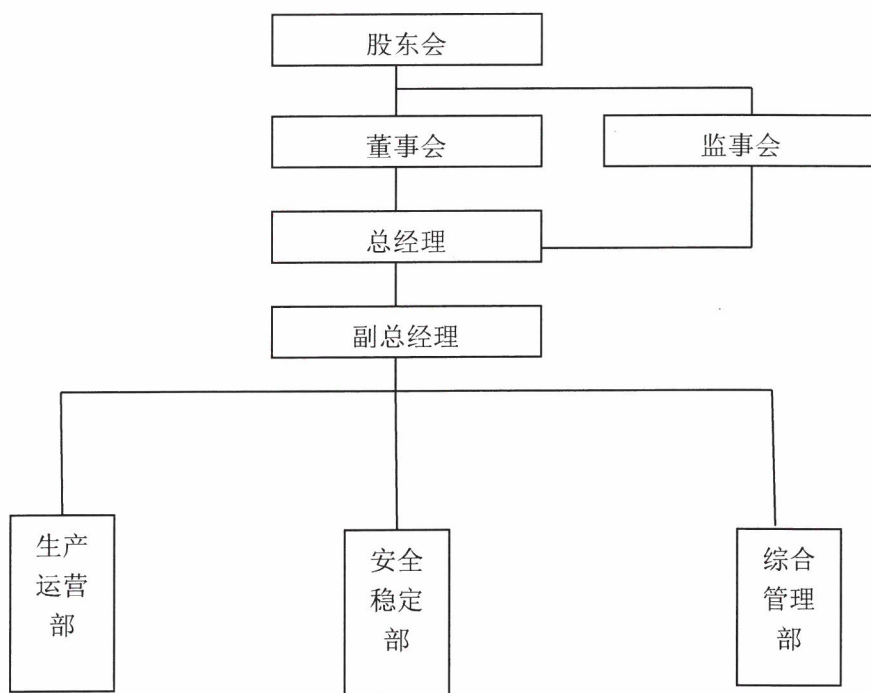 股东会
董事会
监事会
总经理
副总经理
生产
运营
部
安全
稳定
部
综合
管理
部